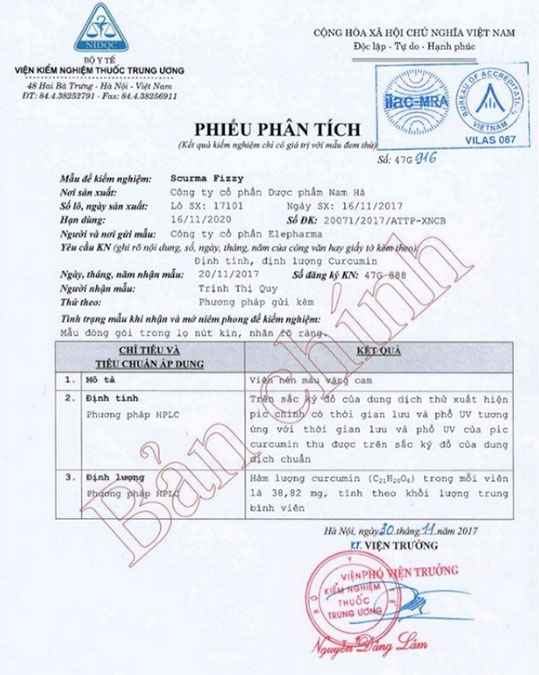 NIDQC
BỘ Y TẾ
VIỆN KIỂM NGHIỆM THUỐC TRUNG ƯƠNG
48 Hai Bà Trưng - Hà Nội - Việt Nam
ĐT: 84.4.38252791 - Fax: 84.4.38256911
CỘNG HÒA XÃ HỘI CHỦ NGHĨA VIỆT NAM
Độc lập - Tự do - Hạnh phúc
ilac-MRA
BUREAU OF ACCREDITATION
VIETNAM
VILAS 087
PHIẾU PHÂN TÍCH
(Kết quả kiểm nghiệm chỉ có giá trị với mẫu đem thử)
Số: 47G 916
Mẫu để kiểm nghiệm: Scurma Fizzy
Nơi sản xuất: Công ty cổ phần Dược phẩm Nam Hà
Số lô, ngày sản xuất: Lô SX: 17101 Ngày SX: 16/11/2017
Hạn dùng: 16/11/2020 Số ĐK: 20071/2017/ATTP-XNCB
Người và nơi gửi mẫu: Công ty cổ phần Elepharma
Yêu cầu KN (ghi rõ nội dung, số, ngày, tháng, năm của công văn hay giấy tờ kèm theo):
Định tính, định lượng Curcumin
Ngày, tháng, năm nhận mẫu: 20/11/2017 Số đăng ký KN: 47G 888
Người nhận mẫu: Trịnh Thị Quy
Thử theo: Phương pháp gửi kèm
Tình trạng mẫu khi nhận và mở niêm phong để kiểm nghiệm:
Mẫu đóng gói trong lọ nút kín, nhãn rõ ràng.
CHỈ TIÊU VÀ
TIÊU CHUẨN ÁP DỤNG
KẾT QUẢ
1. Mô tả
Viên nén màu vàng cam
2. Định tính
Phương pháp HPLC
Trên sắc ký đồ của dung dịch thử xuất hiện
pic chính có thời gian lưu và phổ UV tương
ứng với thời gian lưu và phổ UV của pic
curcumin thu được trên sắc ký đồ của dung
dịch chuẩn
3. Định lượng
Phương pháp HPLC
Hàm lượng curcumin (C21H20O6) trong mỗi viên
là 38,82 mg, tính theo khối lượng trung
bình viên
Bản chính
Hà Nội, ngày 30 tháng 11 năm 2017
KT. VIỆN TRƯỞNG
PHÓ VIỆN TRƯỞNG
VIỆN
KIỂM NGHIỆM
THUỐC
TRUNG ƯƠNG
Nguyễn Đăng Lâm